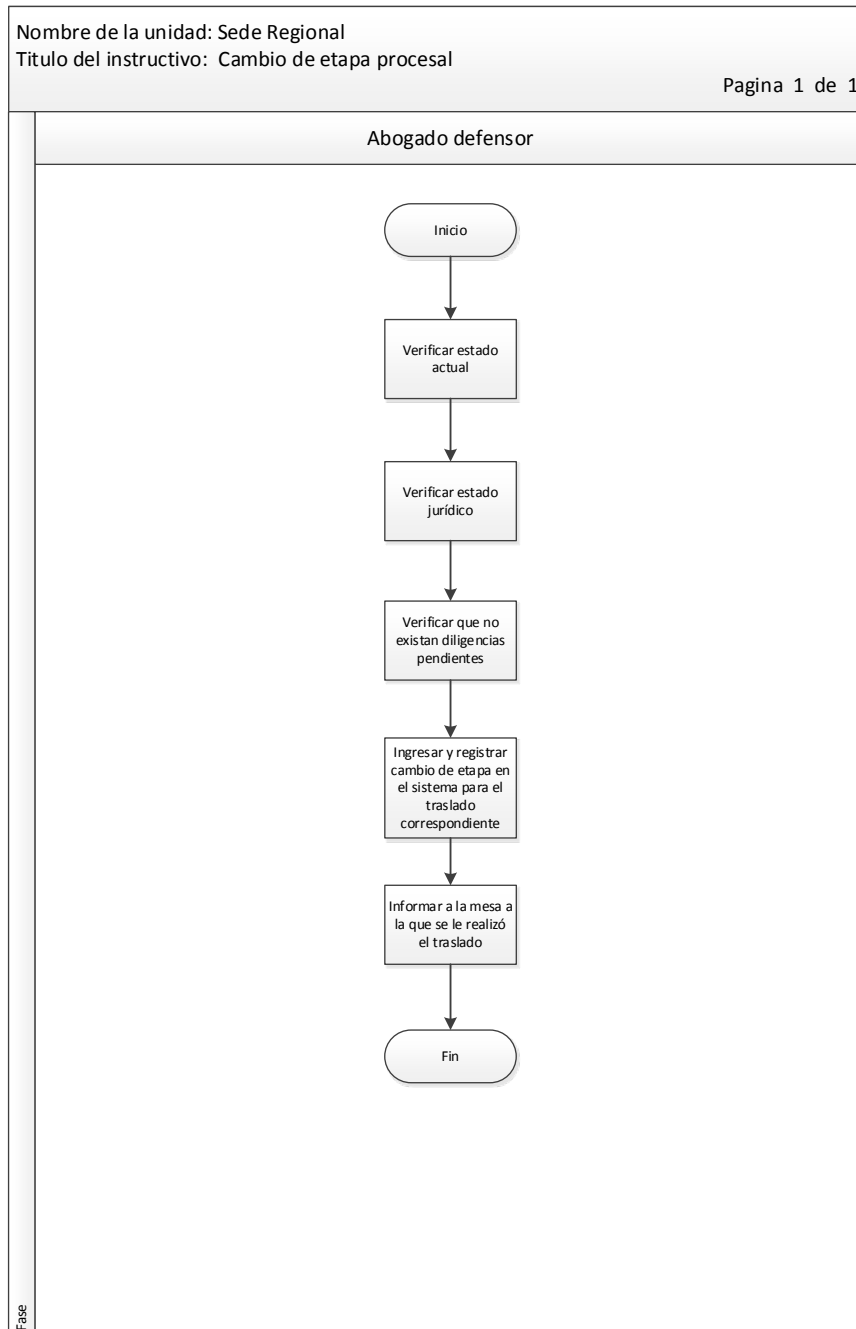 Nombre de la unidad: Sede Regional
Titulo del instructivo: Cambio de etapa procesal
Pagina 1 de 1
Abogado defensor
Inicio
Verificar estado
actual
Verificar estado
jurídico
Verificar que no
existan diligencias
pendientes
Ingresar y registrar
cambio de etapa en
el sistema para el
traslado
correspondiente
Informar a la mesa a
la que se le realizó
el traslado
Fin
Fase